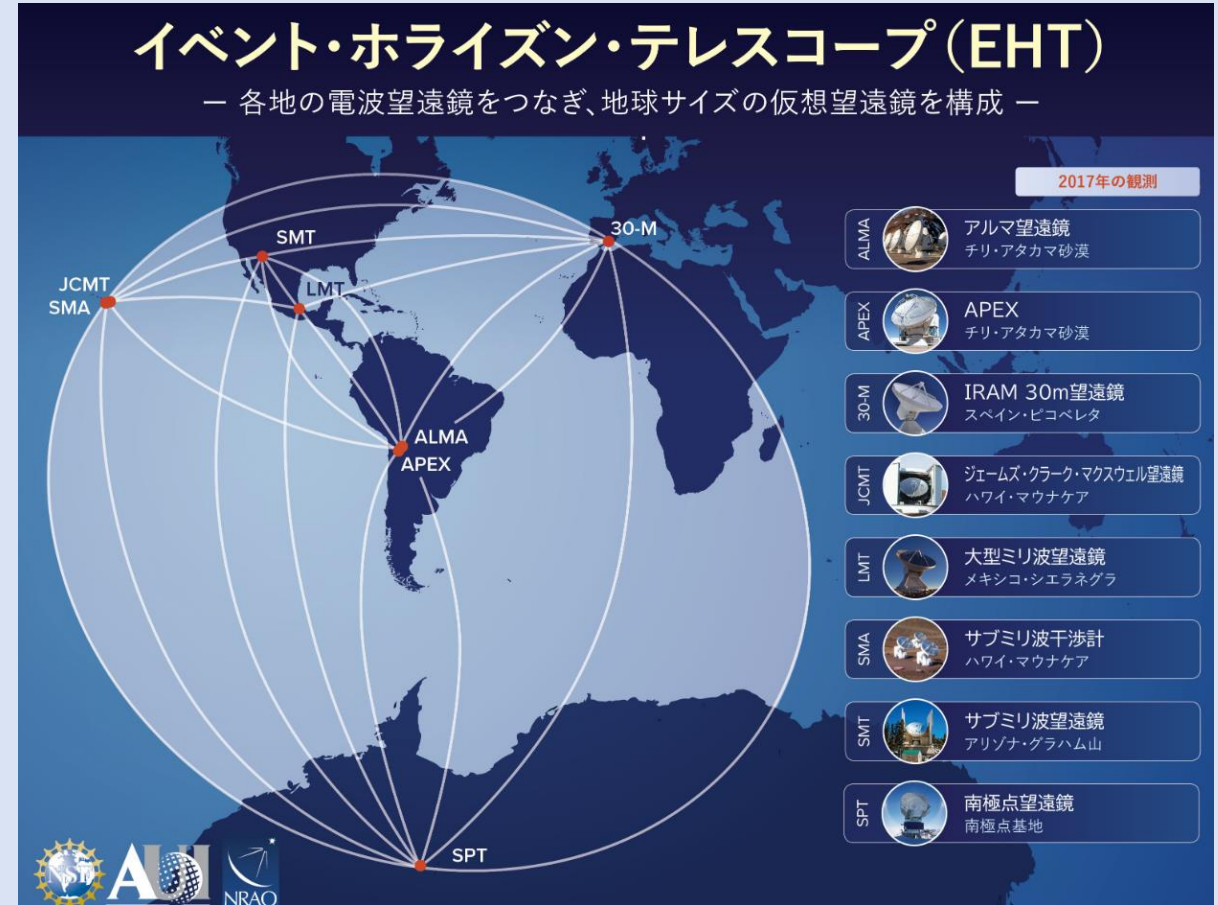 イベント・ホライズン・テレスコープ(EHT)
― 各地の電波望遠鏡をつなぎ、地球サイズの仮想望遠鏡を構成 ―
2017年の観測
SMT
30-M
JCMT
SMA
LMT
ALMA
APEX
SPT
ALMA
アルマ望遠鏡
チリ・アタカマ砂漠
APEX
APEX
チリ・アタカマ砂漠
30-M
IRAM 30m望遠鏡
スペイン・ピコベレタ
JCMT
ジェームズ・クラーク・マクスウェル望遠鏡
ハワイ・マウナケア
LMT
大型ミリ波望遠鏡
メキシコ・シエラネグラ
SMA
サブミリ波干渉計
ハワイ・マウナケア
SMT
サブミリ波望遠鏡
アリゾナ・グラハム山
SPT
南極点望遠鏡
南極点基地
NSF
AUI
NRAO